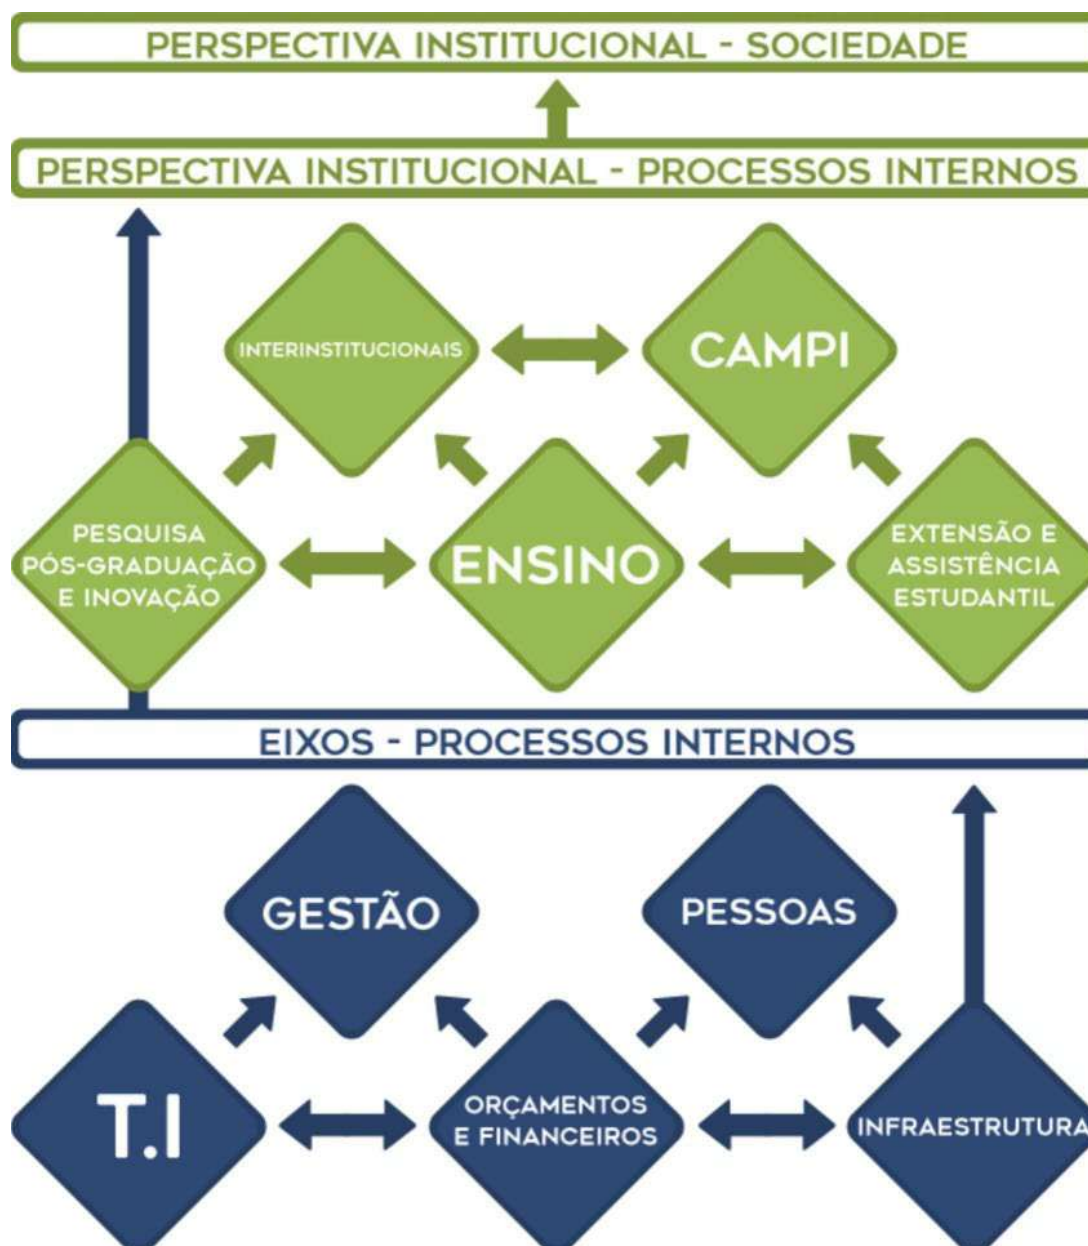 PERSPECTIVA INSTITUCIONAL - SOCIEDADE
PERSPECTIVA INSTITUCIONAL - PROCESSOS INTERNOS
INTERINSTITUCIONAIS
CAMPI
PESQUISA
PÓS-GRADUAÇÃO
E INOVAÇÃO
ENSINO
EXTENSÃO E
ASSISTÊNCIA
ESTUDANTIL
EIXOS - PROCESSOS INTERNOS
GESTÃO
PESSOAS
T.I
ORÇAMENTOS
E FINANCEIROS
INFRAESTRUTURA